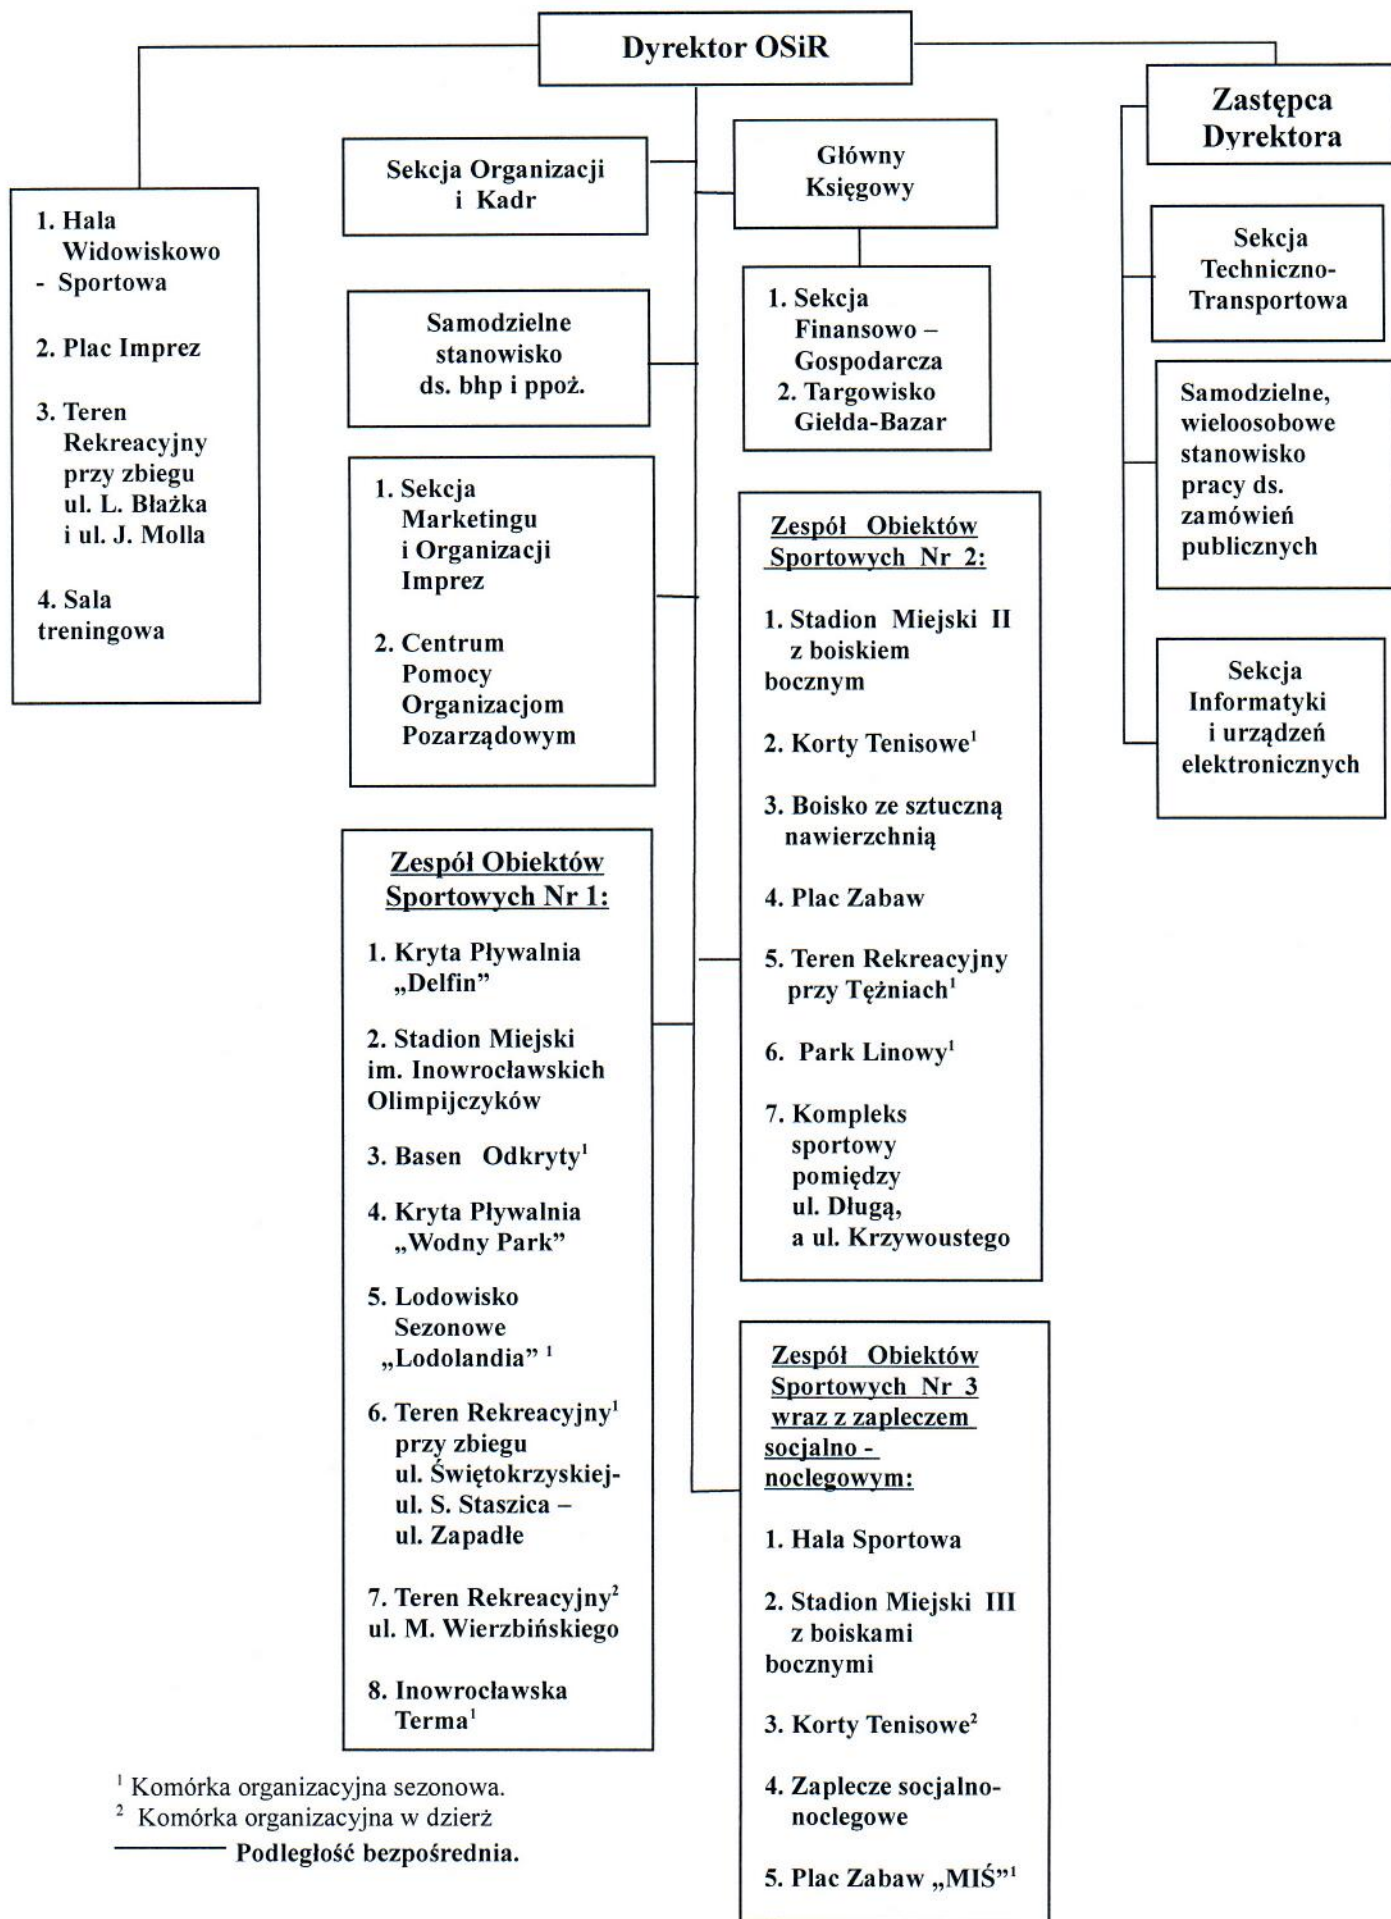 Dyrektor OSiR
Zastępca
Dyrektora
Sekcja Organizacji
i Kadr
Główny
Księgowy
1. Hala
Widowiskowo
- Sportowa
2. Plac Imprez
3. Teren
Rekreacyjny
przy zbiegu
ul. L. Błażka
i ul. J. Molla
4. Sala
treningowa
Samodzielne
stanowisko
ds. bhp i ppoż.
1. Sekcja
Finansowo –
Gospodarcza
2. Targowisko
Giełda-Bazar
Sekcja
Techniczno-
Transportowa
Samodzielne,
wieloosobowe
stanowisko
pracy ds.
zamówień
publicznych
Sekcja
Informatyki
i urządzeń
elektronicznych
1. Sekcja
Marketingu
i Organizacji
Imprez
2. Centrum
Pomocy
Organizacjom
Pozarządowym
Zespół Obiektów
Sportowych Nr 2:
1. Stadion Miejski II
z boiskiem
bocznym
2. Korty Tenisowe¹
3. Boisko ze sztuczną
nawierzchnią
4. Plac Zabaw
5. Teren Rekreacyjny
przy Tężniach¹
6. Park Linowy¹
7. Kompleks
sportowy
pomiędzy
ul. Długą,
a ul. Krzywoustego
Zespół Obiektów
Sportowych Nr 1:
1. Kryta Pływalnia
„Delfin”
2. Stadion Miejski
im. Inowrocławskich
Olimpijczyków
3. Basen Odkryty¹
4. Kryta Pływalnia
„Wodny Park”
5. Lodowisko
Sezonowe
„Lodolandia” ¹
6. Teren Rekreacyjny¹
przy zbiegu
ul. Świętokrzyskiej-
ul. S. Staszica –
ul. Zapadłe
7. Teren Rekreacyjny²
ul. M. Wierzbińskiego
8. Inowrocławska
Terma¹
Zespół Obiektów
Sportowych Nr 3
wraz z zapleczem
socjalno -
noclegowym:
1. Hala Sportowa
2. Stadion Miejski III
z boiskami
bocznymi
3. Korty Tenisowe²
4. Zaplecze socjalno-
noclegowe
5. Plac Zabaw „MIŚ”¹
¹ Komórka organizacyjna sezonowa.
² Komórka organizacyjna w dzierż
Podległość bezpośrednia.